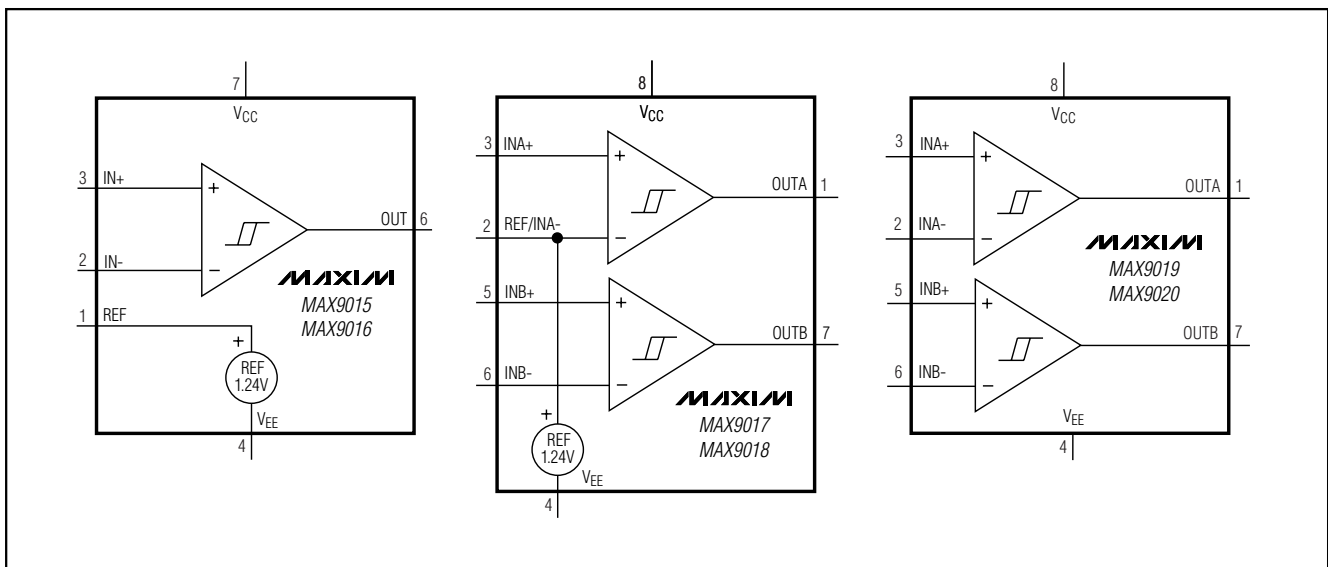 7
VCC
3 IN+
+
OUT 6
2 IN-
−
MAXIM
MAX9015
MAX9016
1 REF
+
REF
1.24V
VEE
4
8
VCC
3 INA+
+
OUTA 1
2 REF/INA-
−
5 INB+
+
OUTB 7
6 INB-
−
MAXIM
MAX9017
MAX9018
+
REF
1.24V
VEE
4
8
VCC
3 INA+
+
OUTA 1
2 INA-
−
MAXIM
MAX9019
MAX9020
5 INB+
+
OUTB 7
6 INB-
−
VEE
4